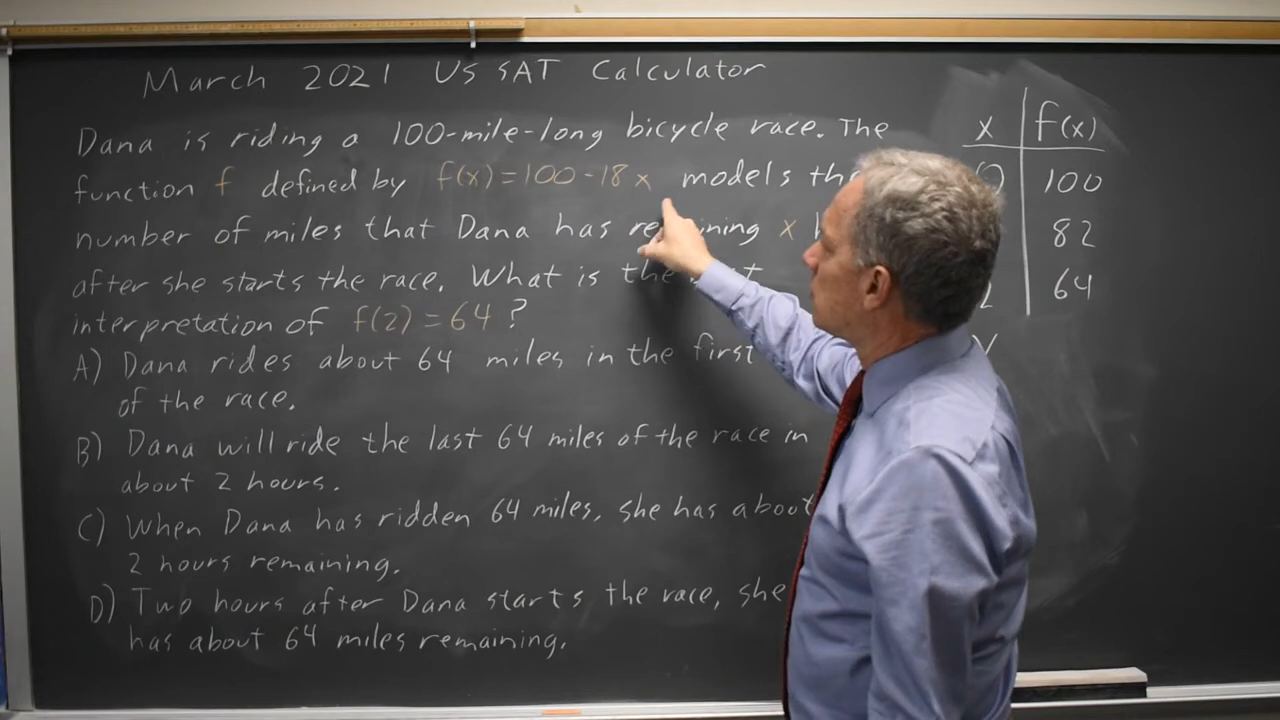 March 2021 US SAT Calculator
Dana is riding a 100-mile-long bicycle race. The
function f defined by f(x)=100-18x models the
number of miles that Dana has remaining x
after she starts the race. What is the
interpretation of f(2)=64?
A) Dana rides about 64 miles in the first
of the race.
B) Dana will ride the last 64 miles of the race in
about 2 hours.
C) When Dana has ridden 64 miles, she has about
2 hours remaining.
D) Two hours after Dana starts the race, she
has about 64 miles remaining.
x f(x)
0 100
82
2 64